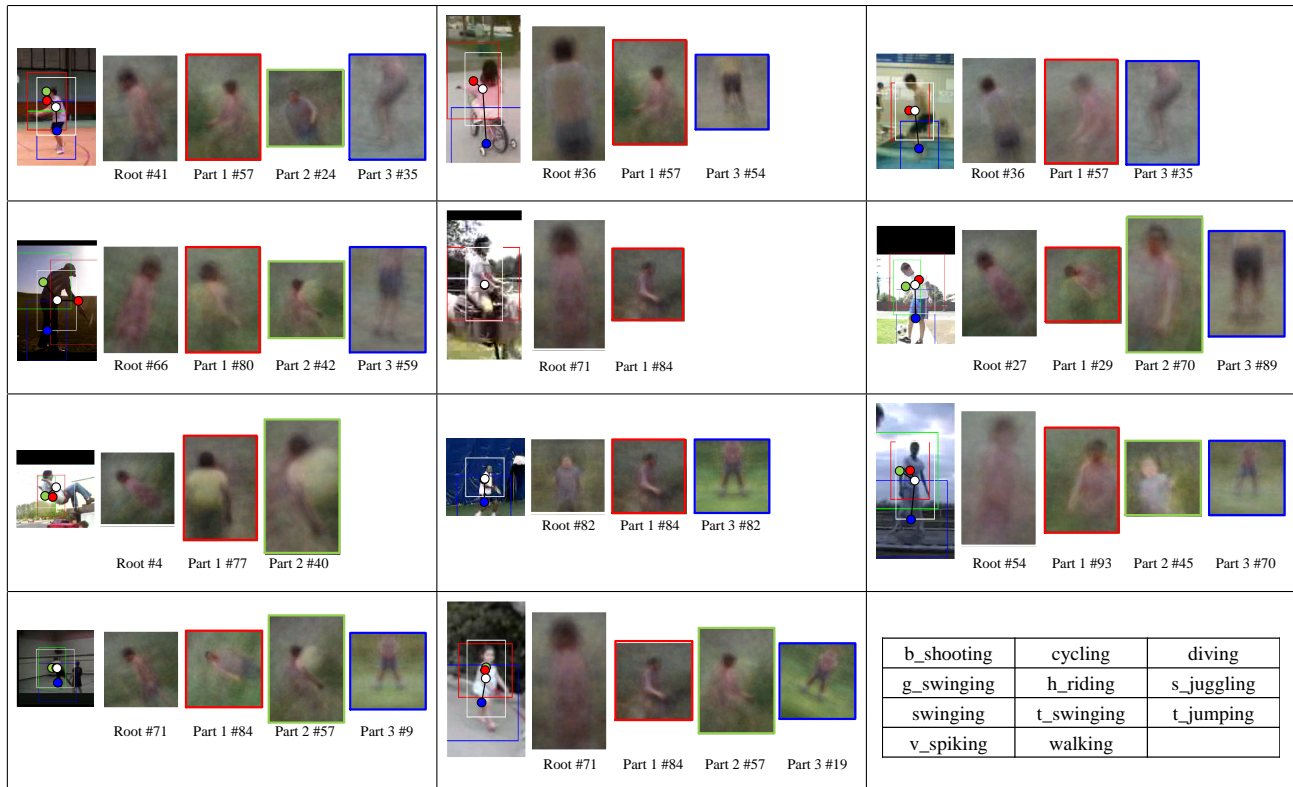 Root #41 Part 1 #57 Part 2 #24 Part 3 #35
Root #36 Part 1 #57 Part 3 #54
Root #36 Part 1 #57 Part 3 #35
Root #66 Part 1 #80 Part 2 #42 Part 3 #59
Root #71 Part 1 #84
Root #27 Part 1 #29 Part 2 #70 Part 3 #89
Root #4 Part 1 #77 Part 2 #40
Root #82 Part 1 #84 Part 3 #82
Root #54 Part 1 #93 Part 2 #45 Part 3 #70
Root #71 Part 1 #84 Part 2 #57 Part 3 #9
Root #71 Part 1 #84 Part 2 #57 Part 3 #19
b_shooting cycling diving
g_swinging h_riding s_juggling
swinging t_swinging t_jumping
v_spiking walking